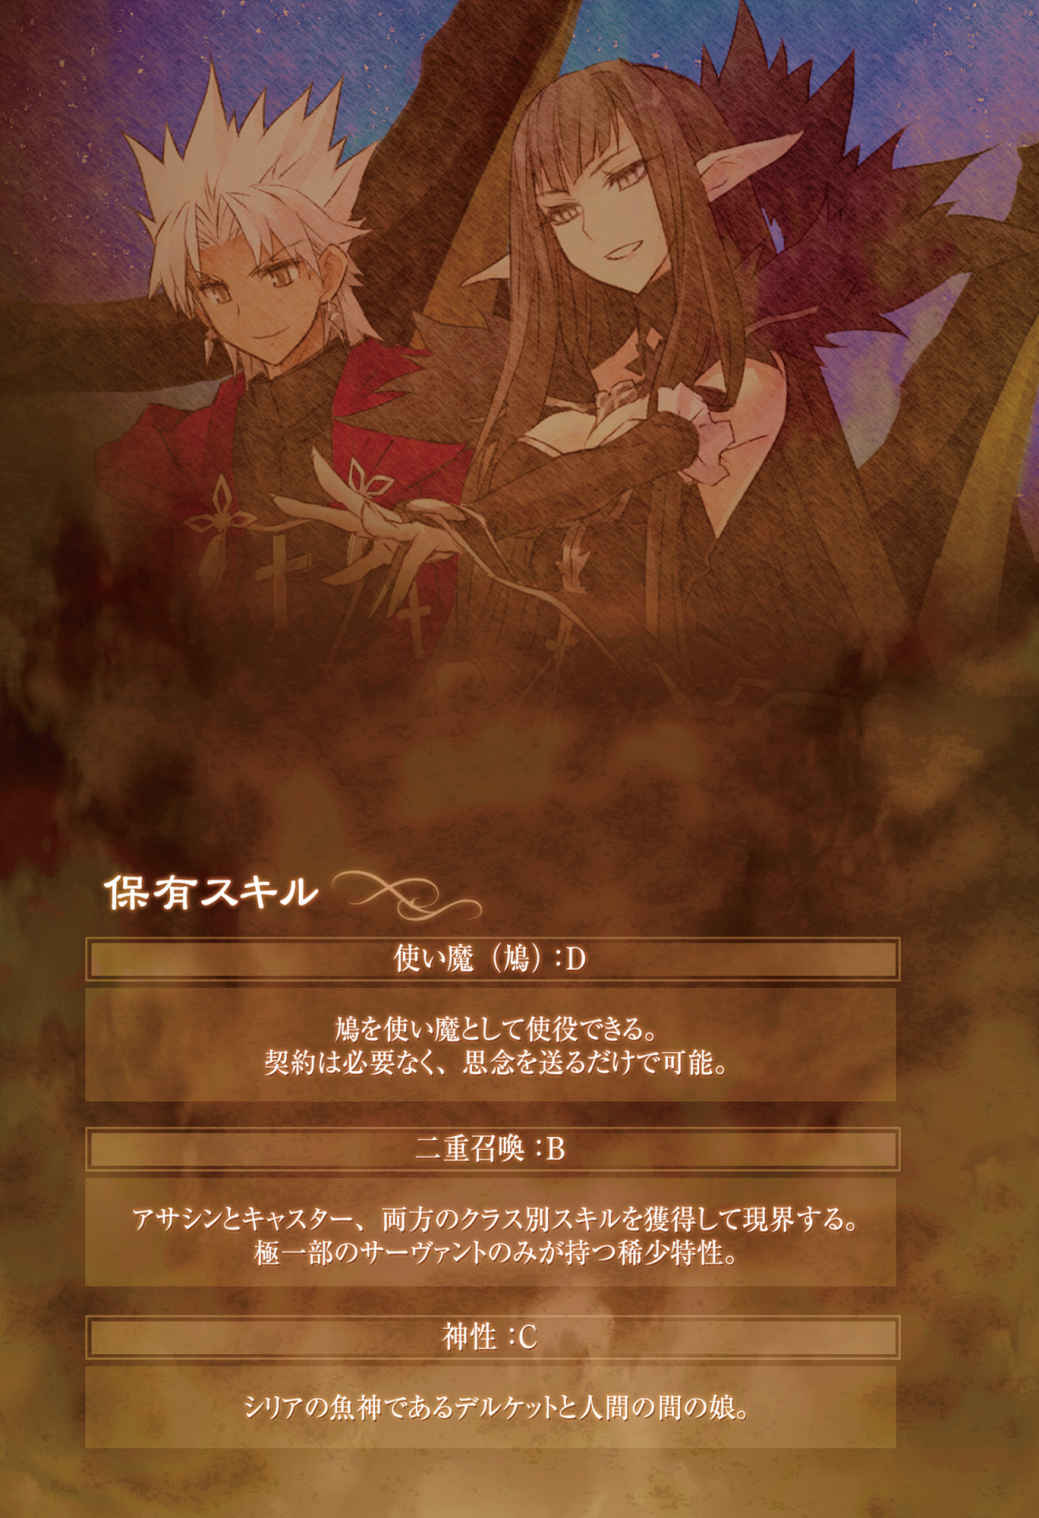 保有スキル
使い魔（鳩）：D
鳩を使い魔として使役できる。
契約は必要なく、思念を送るだけで可能。
二重召喚：B
アサシンとキャスター、両方のクラス別スキルを獲得して現界する。
極一部のサーヴァントのみが持つ稀少特性。
神性：C
シリアの魚神であるデルケットと人間の間の娘。